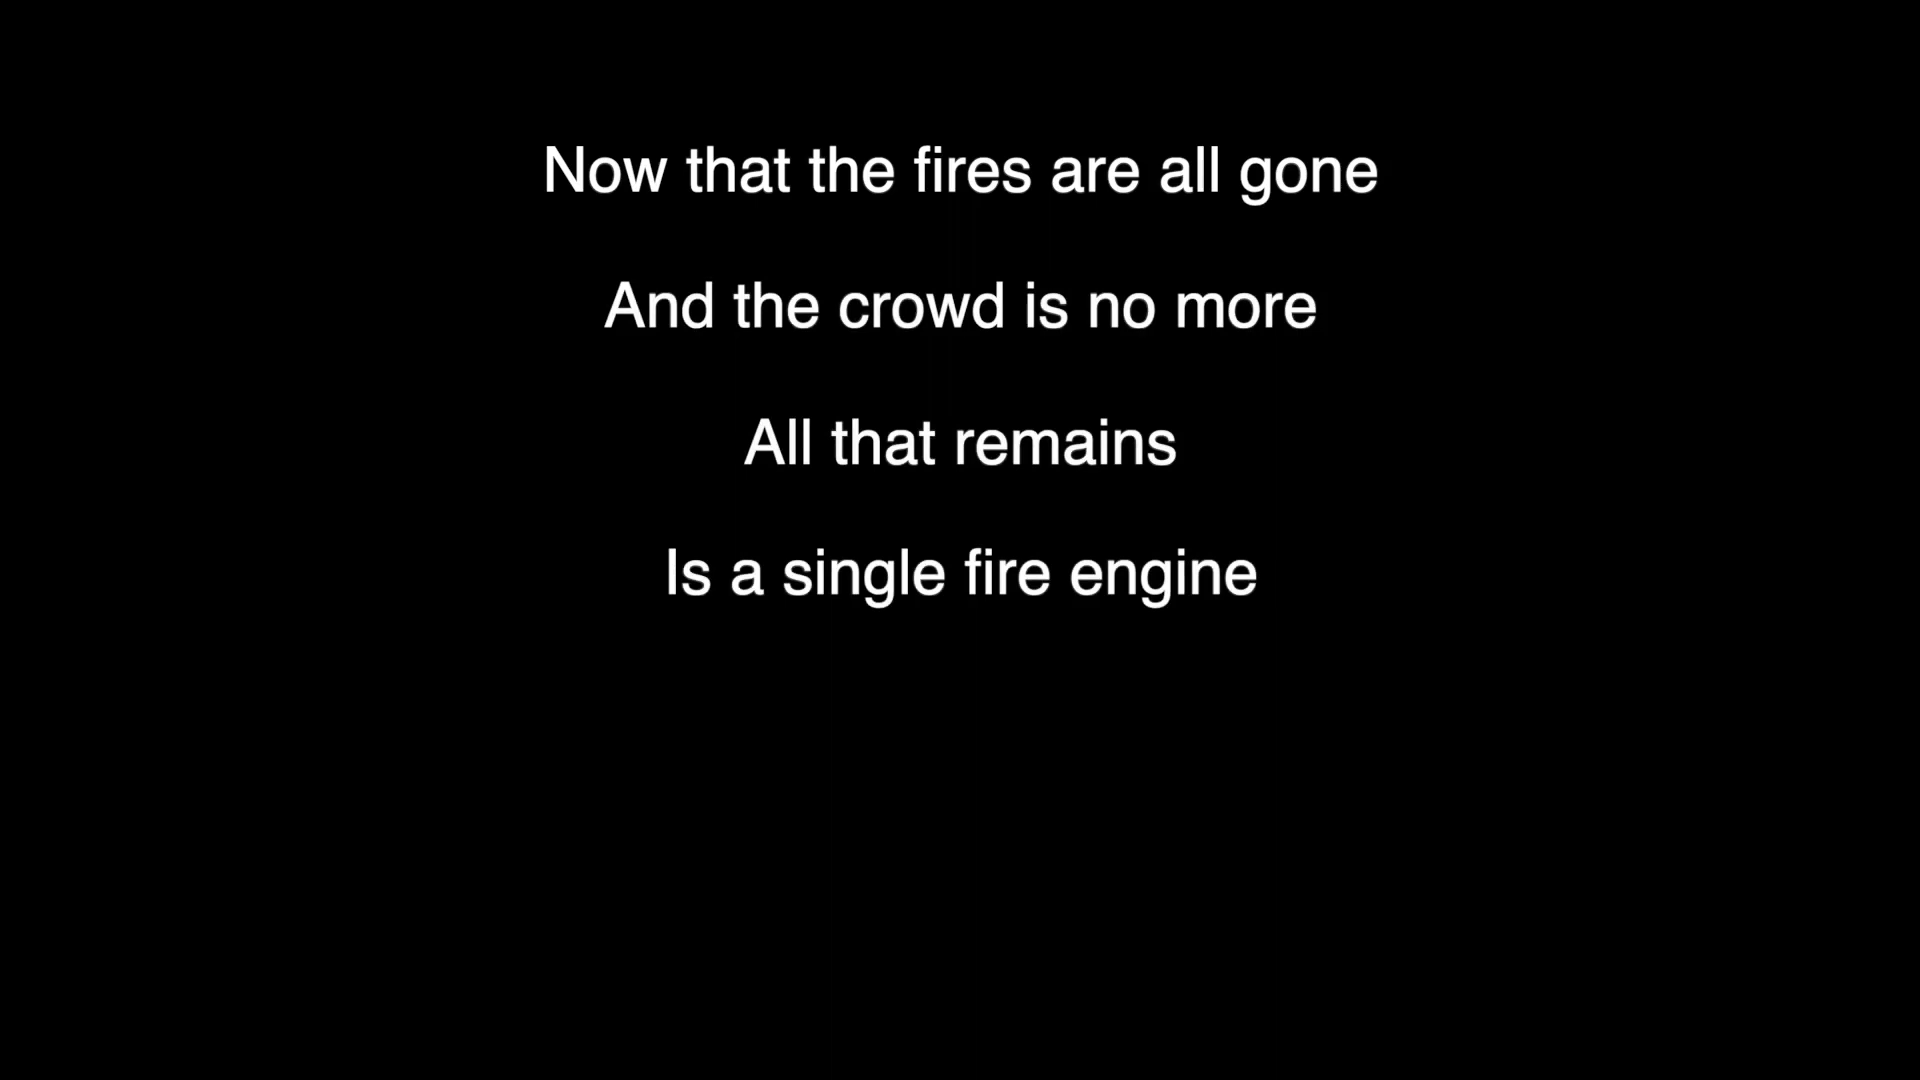 Now that the fires are all gone
And the crowd is no more
All that remains
Is a single fire engine